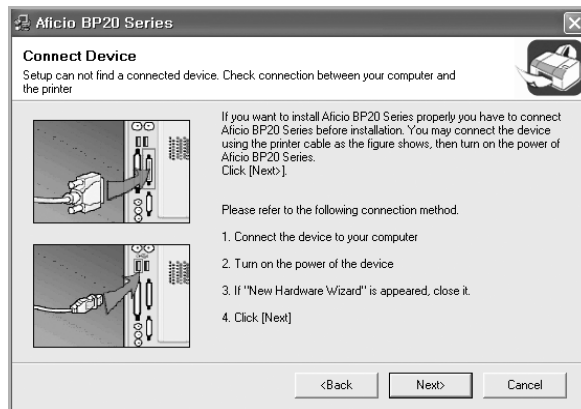 Aficio BP20 Series
Connect Device
Setup can not find a connected device. Check connection between your computer and
the printer
If you want to install Aficio BP20 Series properly you have to connect
Aficio BP20 Series before installation. You may connect the device
using the printer cable as the figure shows, then turn on the power of
Aficio BP20 Series.
Click [Next>].
Please refer to the following connection method.
1. Connect the device to your computer
2. Turn on the power of the device
3. If "New Hardware Wizard" is appeared, close it.
4. Click [Next]
<Back
Next>
Cancel